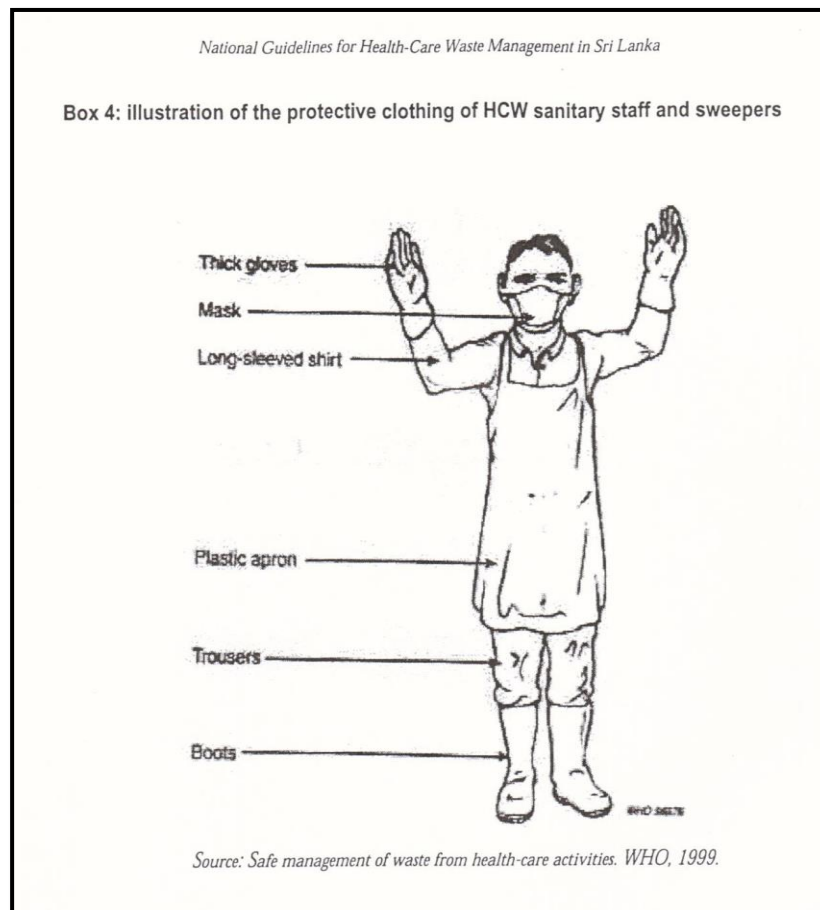 National Guidelines for Health-Care Waste Management in Sri Lanka
Box 4: illustration of the protective clothing of HCW sanitary staff and sweepers
Thick gloves
Mask
Long-sleeved shirt
Plastic apron
Trousers
Boots
Source: Safe management of waste from health-care activities. WHO, 1999.